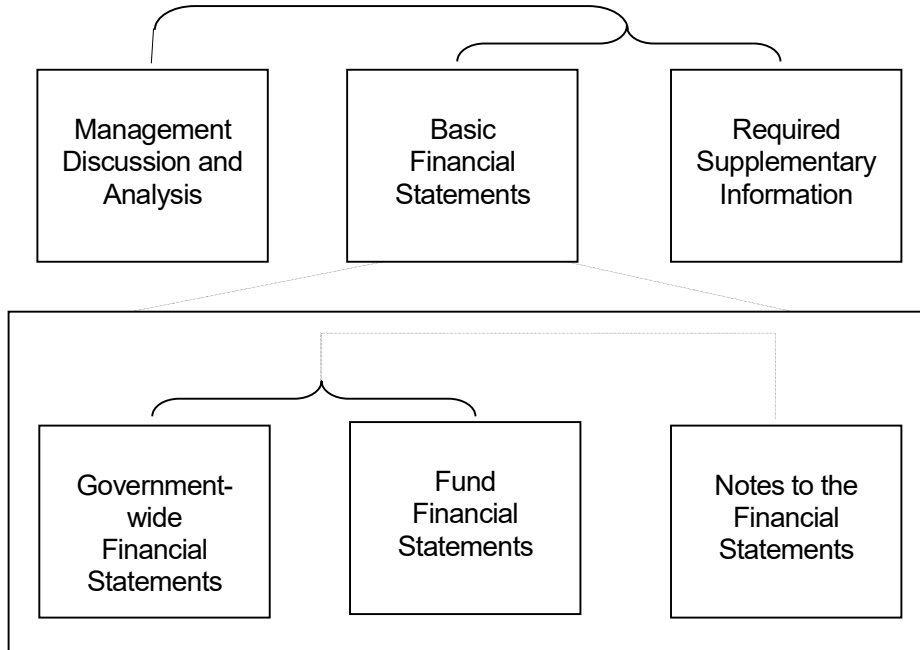 Management
Discussion and
Analysis
Basic
Financial
Statements
Required
Supplementary
Information
Government-
wide
Financial
Statements
Fund
Financial
Statements
Notes to the
Financial
Statements